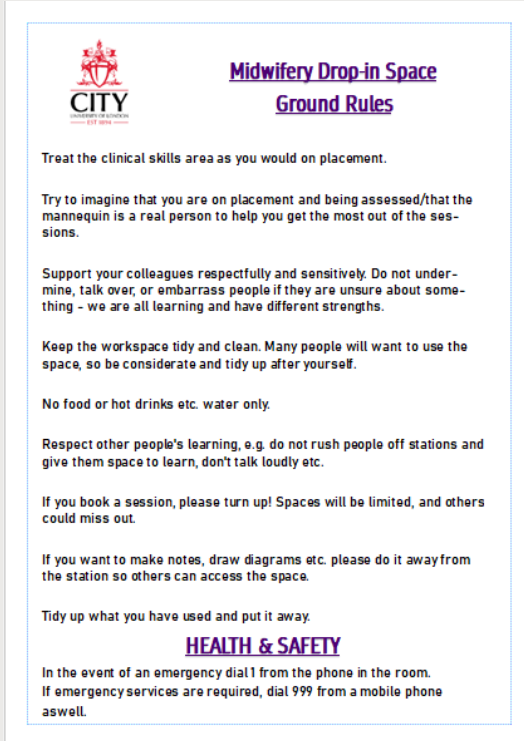 CITY
UNIVERSITY OF LONDON
EST 1894
Midwifery Drop-in Space
Ground Rules
Treat the clinical skills area as you would on placement.
Try to imagine that you are on placement and being assessed/that the
mannequin is a real person to help you get the most out of the ses-
sions.
Support your colleagues respectfully and sensitively. Do not under-
mine, talk over, or embarrass people if they are unsure about some-
thing - we are all learning and have different strengths.
Keep the workspace tidy and clean. Many people will want to use the
space, so be considerate and tidy up after yourself.
No food or hot drinks etc. water only.
Respect other people's learning, e.g. do not rush people off stations and
give them space to learn, don't talk loudly etc.
If you book a session, please turn up! Spaces will be limited, and others
could miss out.
If you want to make notes, draw diagrams etc. please do it away from
the station so others can access the space.
Tidy up what you have used and put it away.
HEALTH & SAFETY
In the event of an emergency dial 1 from the phone in the room.
If emergency services are required, dial 999 from a mobile phone
aswell.